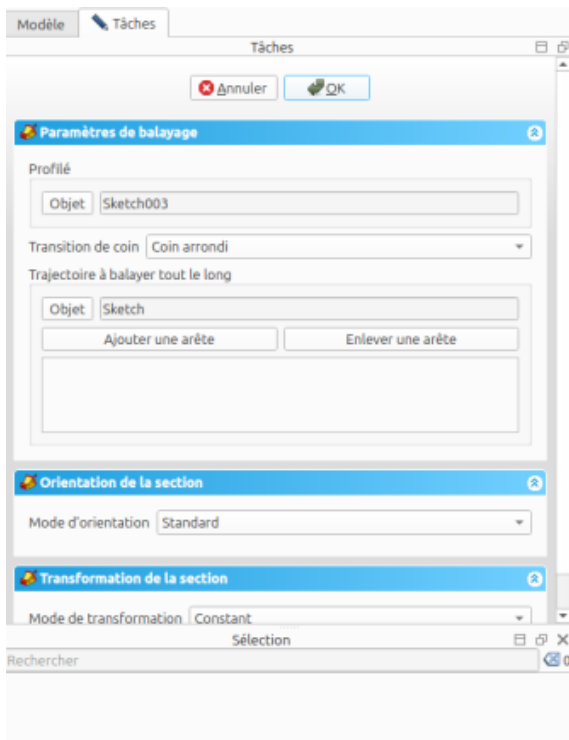 Modèle Tâches
Tâches
Annuler OK
Paramètres de balayage
Profilé
Objet Sketch003
Transition de coin Coin arrondi
Trajectoire à balayer tout le long
Objet Sketch
Ajouter une arête Enlever une arête
Orientation de la section
Mode d'orientation Standard
Transformation de la section
Mode de transformation Constant
Sélection
Rechercher 0